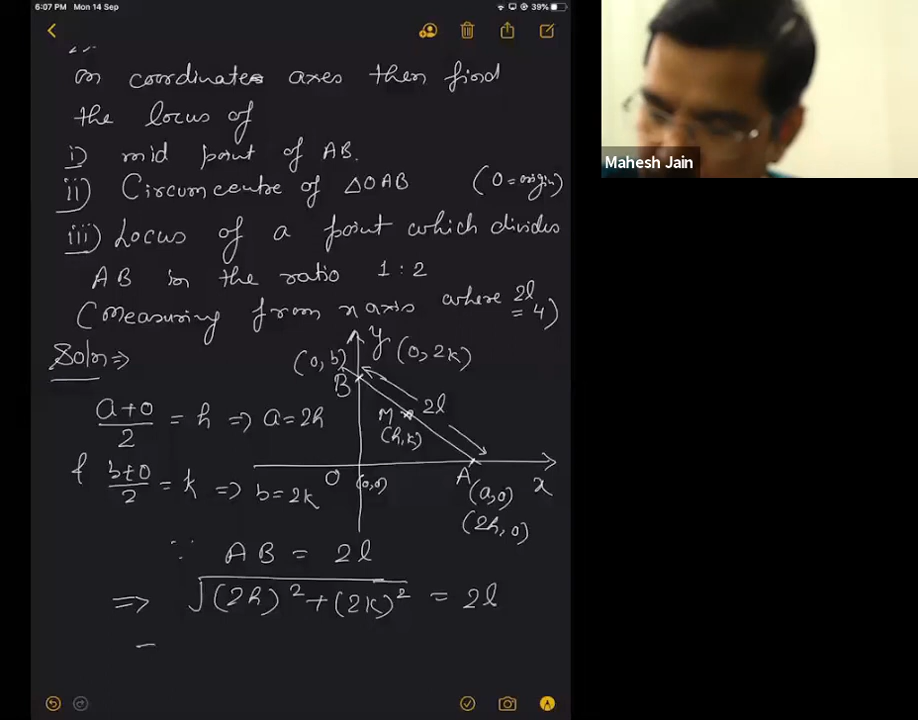 6:07 PM Mon 14 Sep
39%
on coordinates axes then find
the locus of
i) mid point of AB.
ii) Circumcentre of △OAB (O=origin)
iii) Locus of a point which divides
AB in the ratio 1:2
(Measuring from x axis where 2l = 4)
Soln ⇒
(0, b) y (0, 2k)
B
(a+0)/2 = h ⇒ a = 2h
M 2l
(h, k)
& (b+0)/2 = k ⇒ b = 2k
O (0,0) A x
(a,0)
(2h, 0)
∵ AB = 2l
⇒ √((2h)² + (2k)²) = 2l
Mahesh Jain